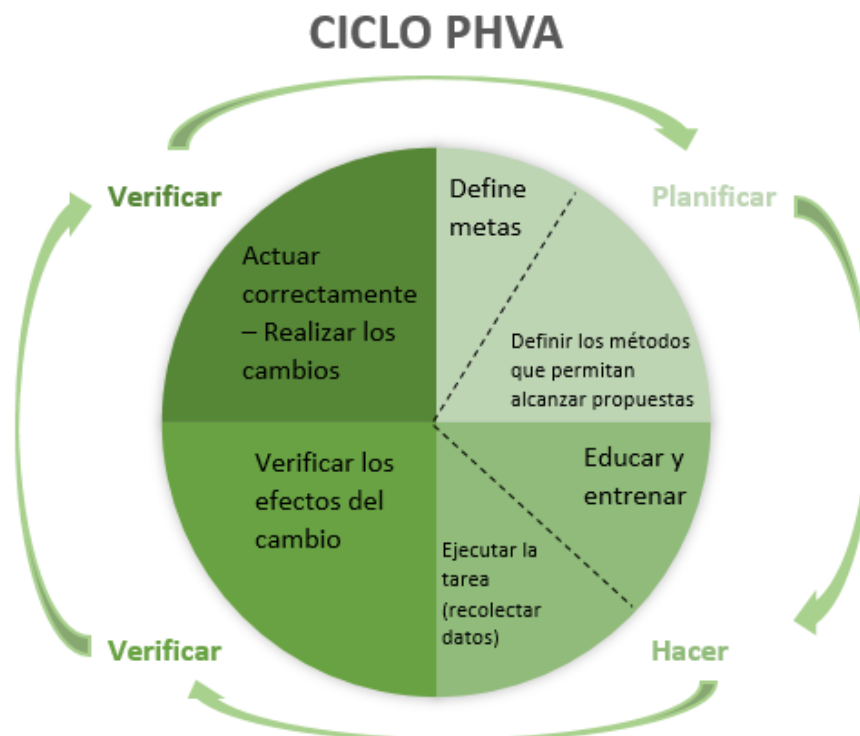 CICLO PHVA
Verificar
Planificar
Define
metas
Actuar
correctamente
– Realizar los
cambios
Definir los métodos
que permitan
alcanzar propuestas
Educar y
entrenar
Verificar los
efectos del
cambio
Ejecutar la
tarea
(recolectar
datos)
Verificar
Hacer